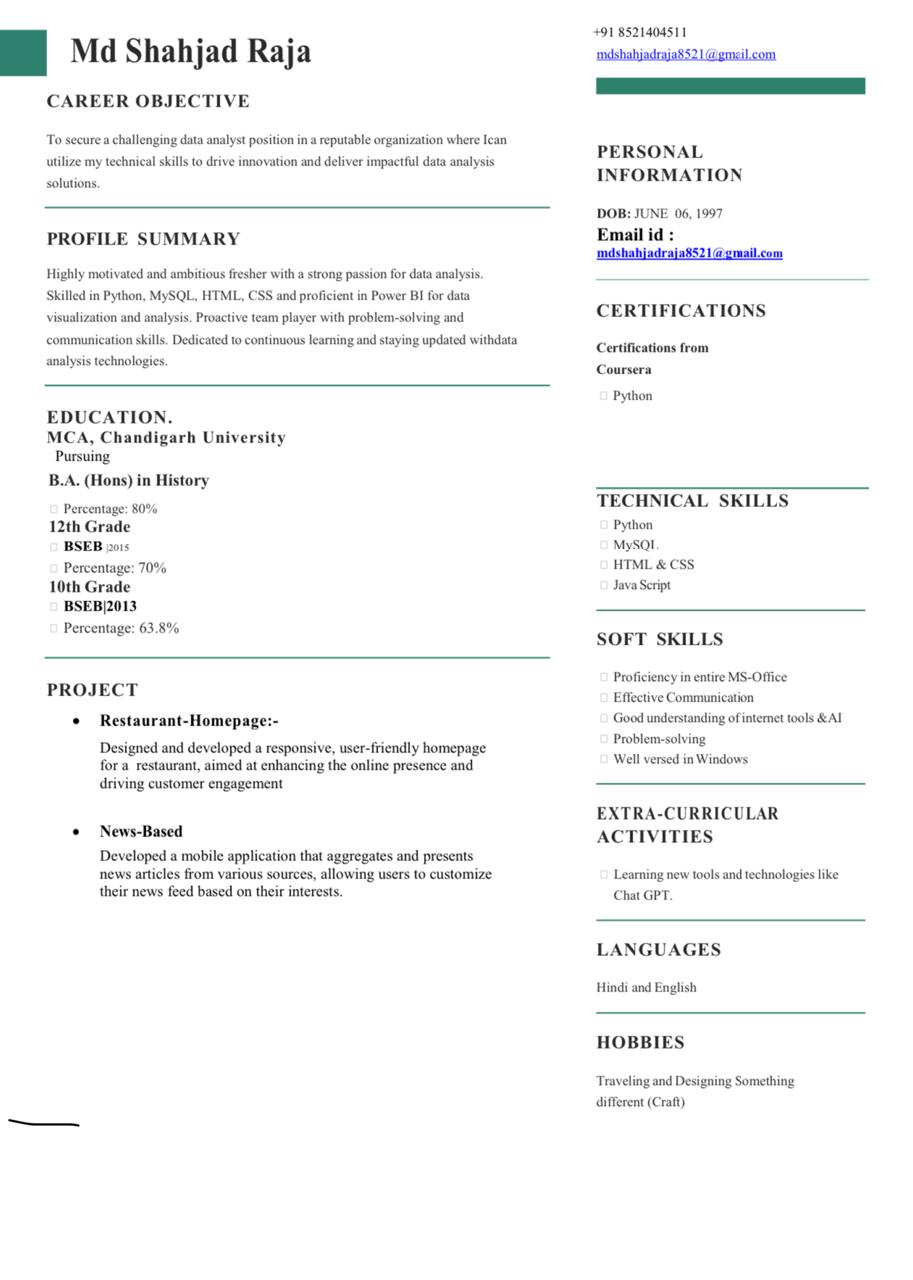 Md Shahjad Raja
CAREER OBJECTIVE
To secure a challenging data analyst position in a reputable organization where Ican
utilize my technical skills to drive innovation and deliver impactful data analysis
solutions.
PROFILE SUMMARY
Highly motivated and ambitious fresher with a strong passion for data analysis.
Skilled in Python, MySQL, HTML, CSS and proficient in Power BI for data
visualization and analysis. Proactive team player with problem-solving and
communication skills. Dedicated to continuous learning and staying updated withdata
analysis technologies.
EDUCATION.
MCA, Chandigarh University
Pursuing
B.A. (Hons) in History
Percentage: 80%
12th Grade
BSEB |2015
Percentage: 70%
10th Grade
BSEB|2013
Percentage: 63.8%
PROJECT
• Restaurant-Homepage:-
Designed and developed a responsive, user-friendly homepage
for a restaurant, aimed at enhancing the online presence and
driving customer engagement
• News-Based
Developed a mobile application that aggregates and presents
news articles from various sources, allowing users to customize
their news feed based on their interests.
+91 8521404511
mdshahjadraja8521@gmail.com
PERSONAL
INFORMATION
DOB: JUNE 06, 1997
Email id :
mdshahjadraja8521@gmail.com
CERTIFICATIONS
Certifications from
Coursera
Python
TECHNICAL SKILLS
Python
MySQL
HTML & CSS
Java Script
SOFT SKILLS
Proficiency in entire MS-Office
Effective Communication
Good understanding of internet tools &AI
Problem-solving
Well versed in Windows
EXTRA-CURRICULAR
ACTIVITIES
Learning new tools and technologies like
Chat GPT.
LANGUAGES
Hindi and English
HOBBIES
Traveling and Designing Something
different (Craft)